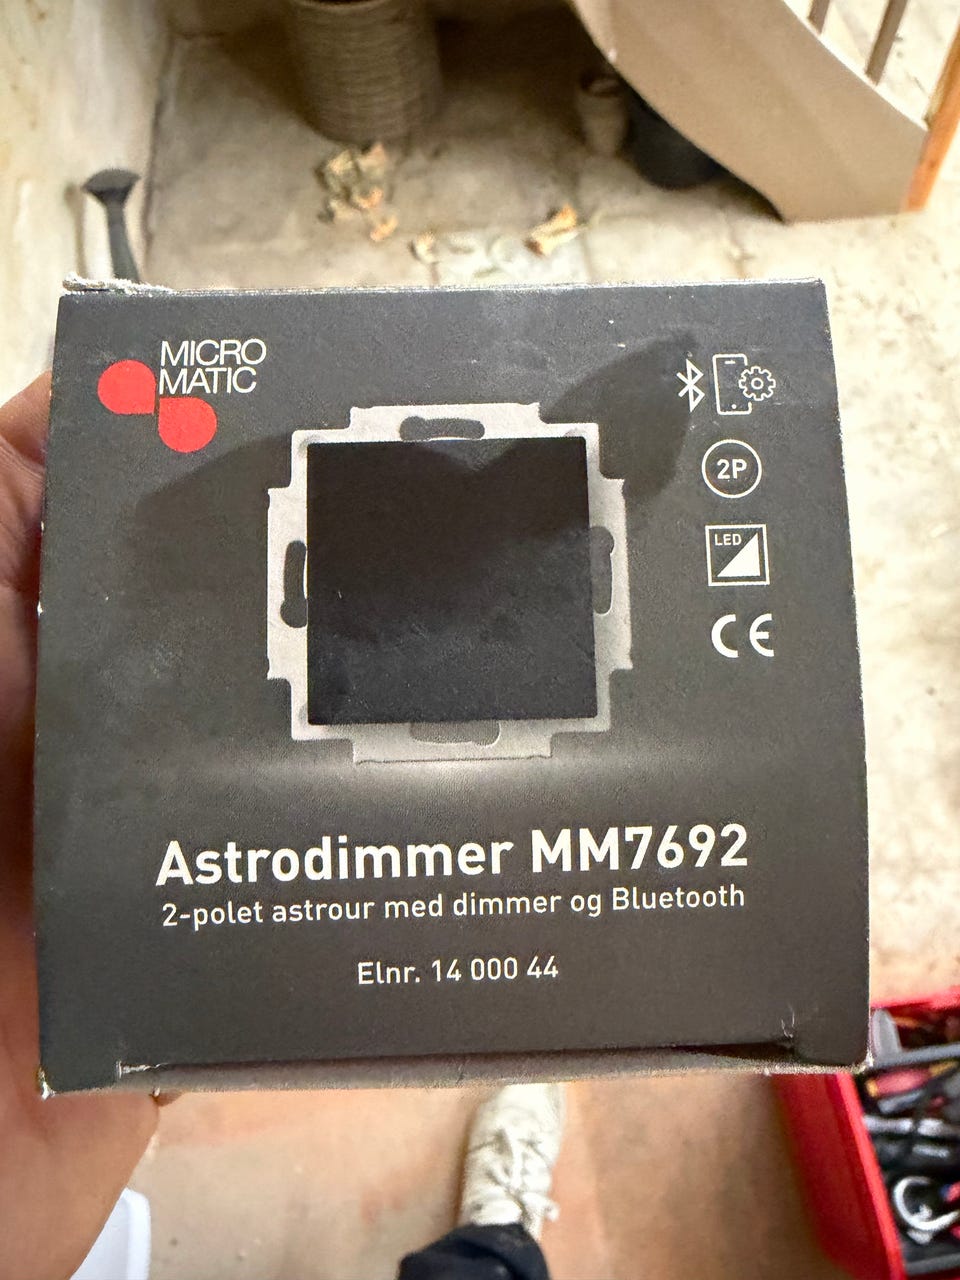 MICRO
MATIC
2P
LED
CE
Astrodimmer MM7692
2-polet astrour med dimmer og Bluetooth
Elnr. 14 000 44